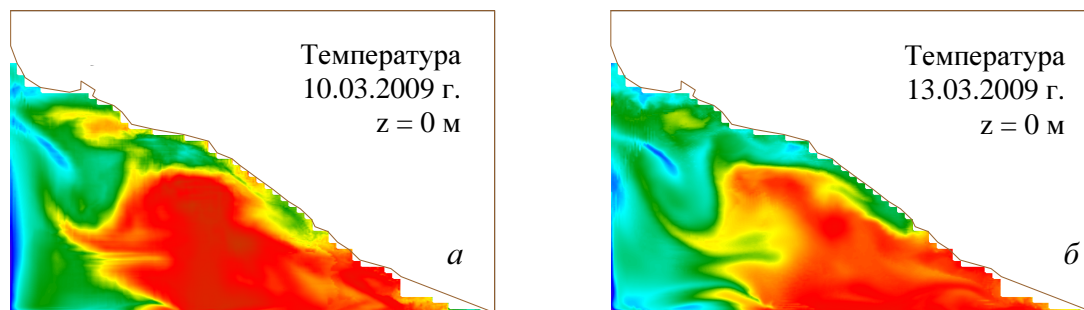 Температура
10.03.2009 г.
z = 0 м
а
Температура
13.03.2009 г.
z = 0 м
б